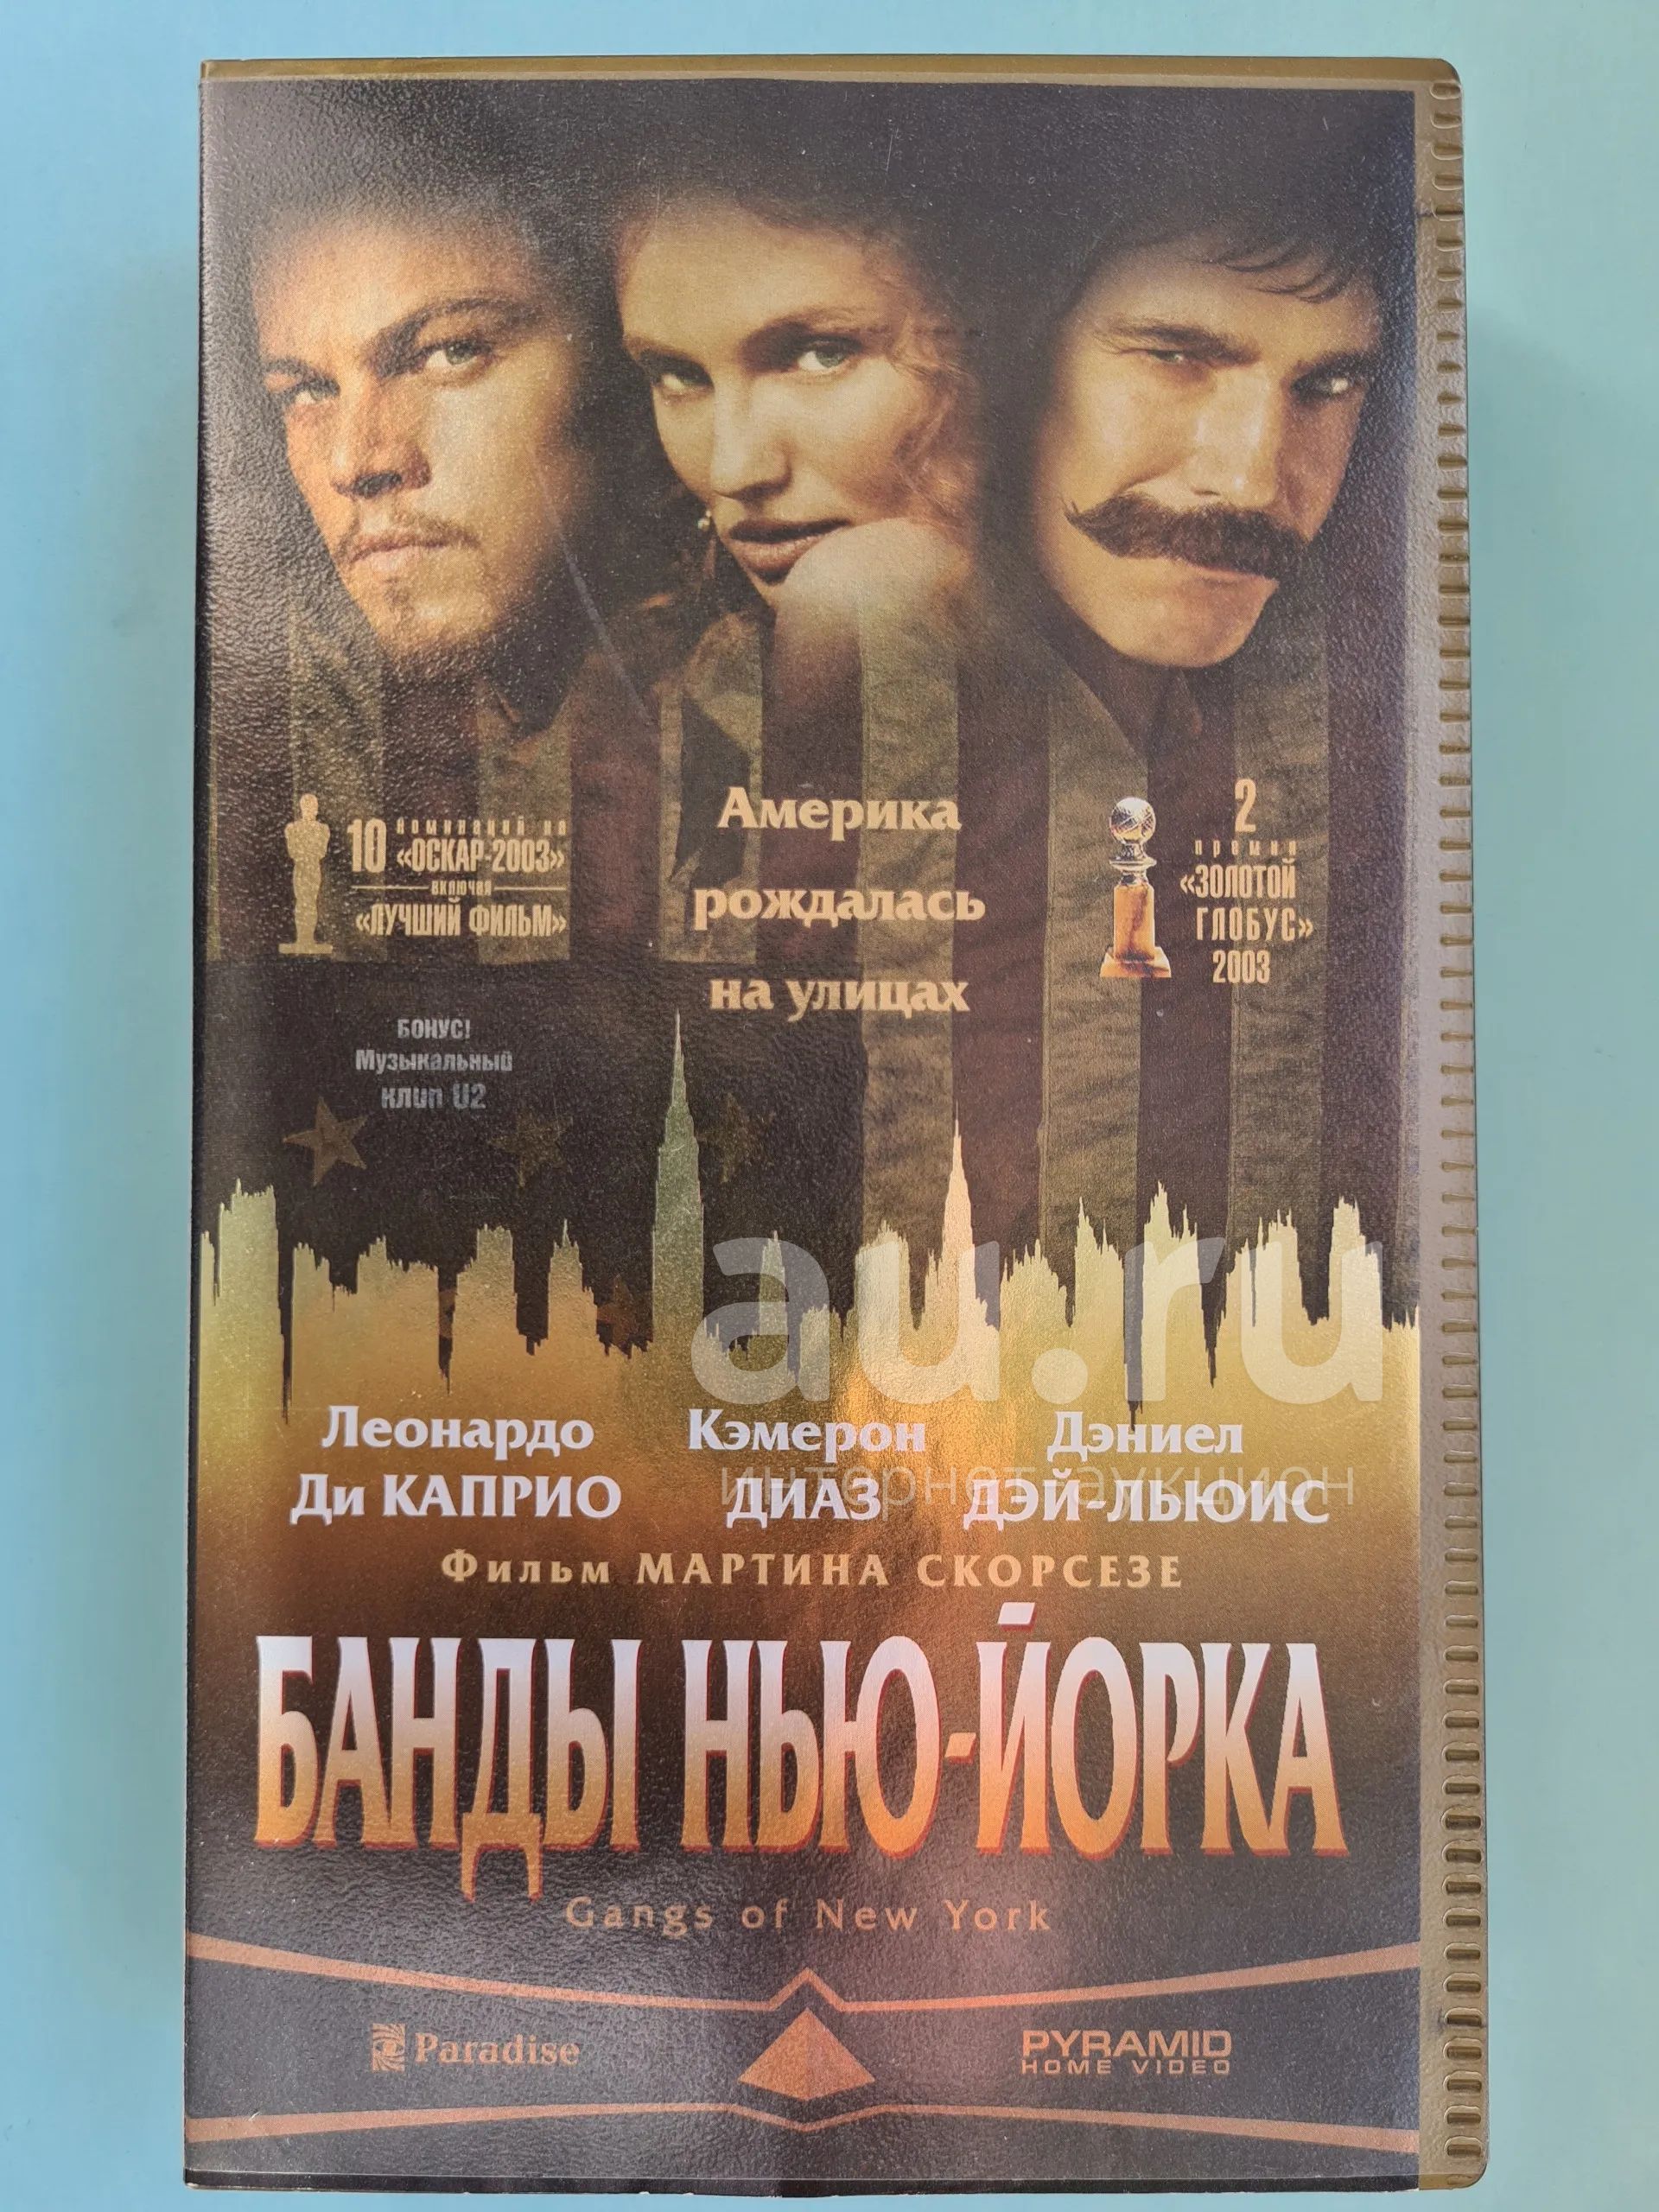 10 номинаций на
«ОСКАР-2003»
включая
«ЛУЧШИЙ ФИЛЬМ»
Америка
рождалась
на улицах
2
премии
«ЗОЛОТОЙ
ГЛОБУС»
2003
БОНУС!
Музыкальный
клип U2
au.ru
интернет-аукцион
Леонардо
Ди КАПРИО
Кэмерон
ДИАЗ
Дэниел
ДЭЙ-ЛЬЮИС
Фильм МАРТИНА СКОРСЕЗЕ
БАНДЫ НЬЮ-ЙОРКА
Gangs of New York
Paradise
PYRAMID
HOME VIDEO